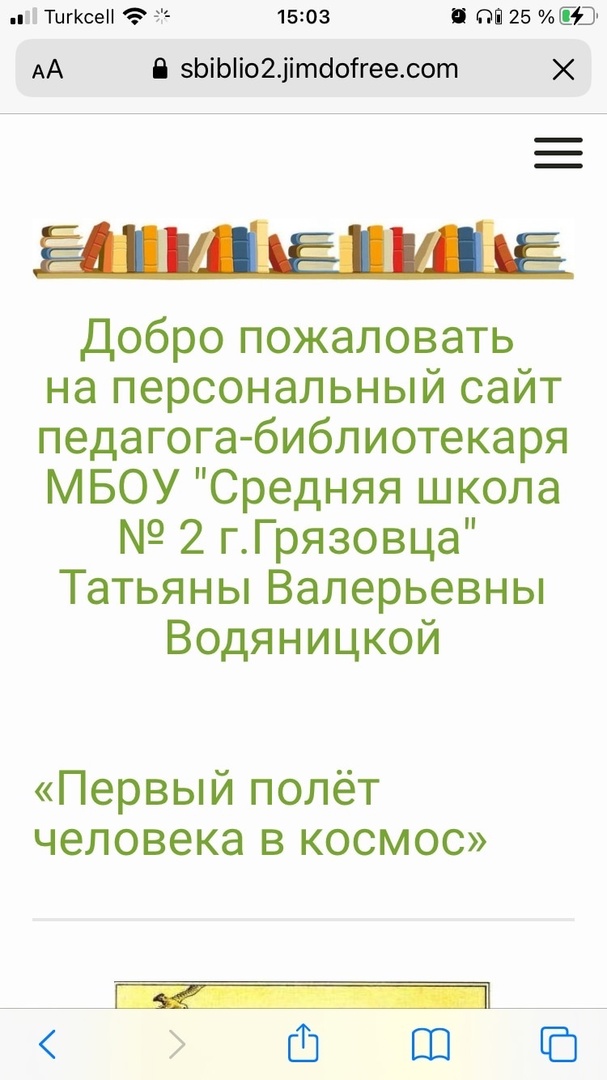 Turkcell 15:03 25 %
AA sbiblio2.jimdofree.com
Добро пожаловать
на персональный сайт
педагога-библиотекаря
МБОУ "Средняя школа
№ 2 г.Грязовца"
Татьяны Валерьевны
Водяницкой
«Первый полёт
человека в космос»